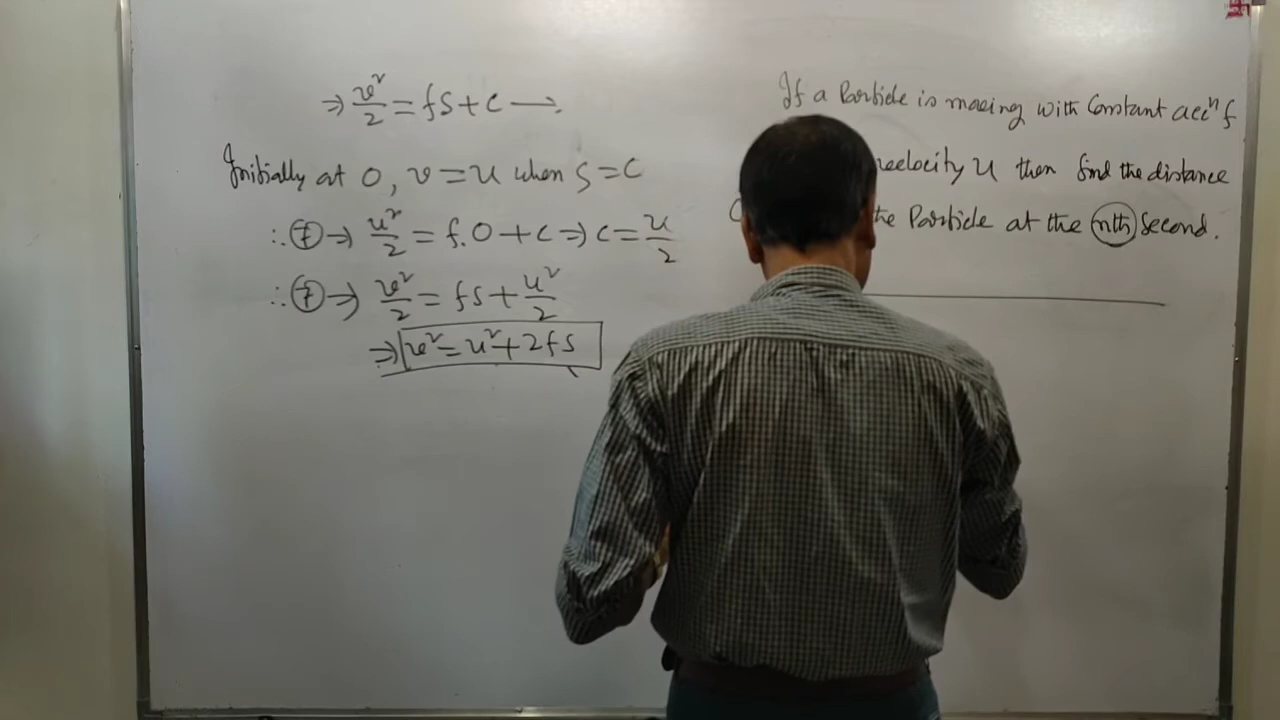 ⇒ v²/2 = fS + C →
Initially at 0, v = u when S = C
∴ ⑦ ⇒ u²/2 = f.0 + C ⇒ C = u/2
∴ ⑦ ⇒ v²/2 = fS + u²/2
⇒ v² = u² + 2fS
If a Particle is moving with Constant accⁿ f
velocity u then find the distance
the Particle at the nth second.